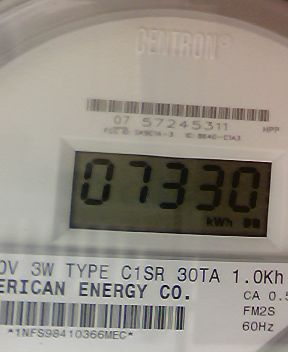 CENTRON®
07 57245311
HPP
07330
kWh
0V 3W TYPE C1SR 30TA 1.0Kh
ERICAN ENERGY CO.
CA 0.5
FM2S
60Hz
*1NFS98410366MEC*